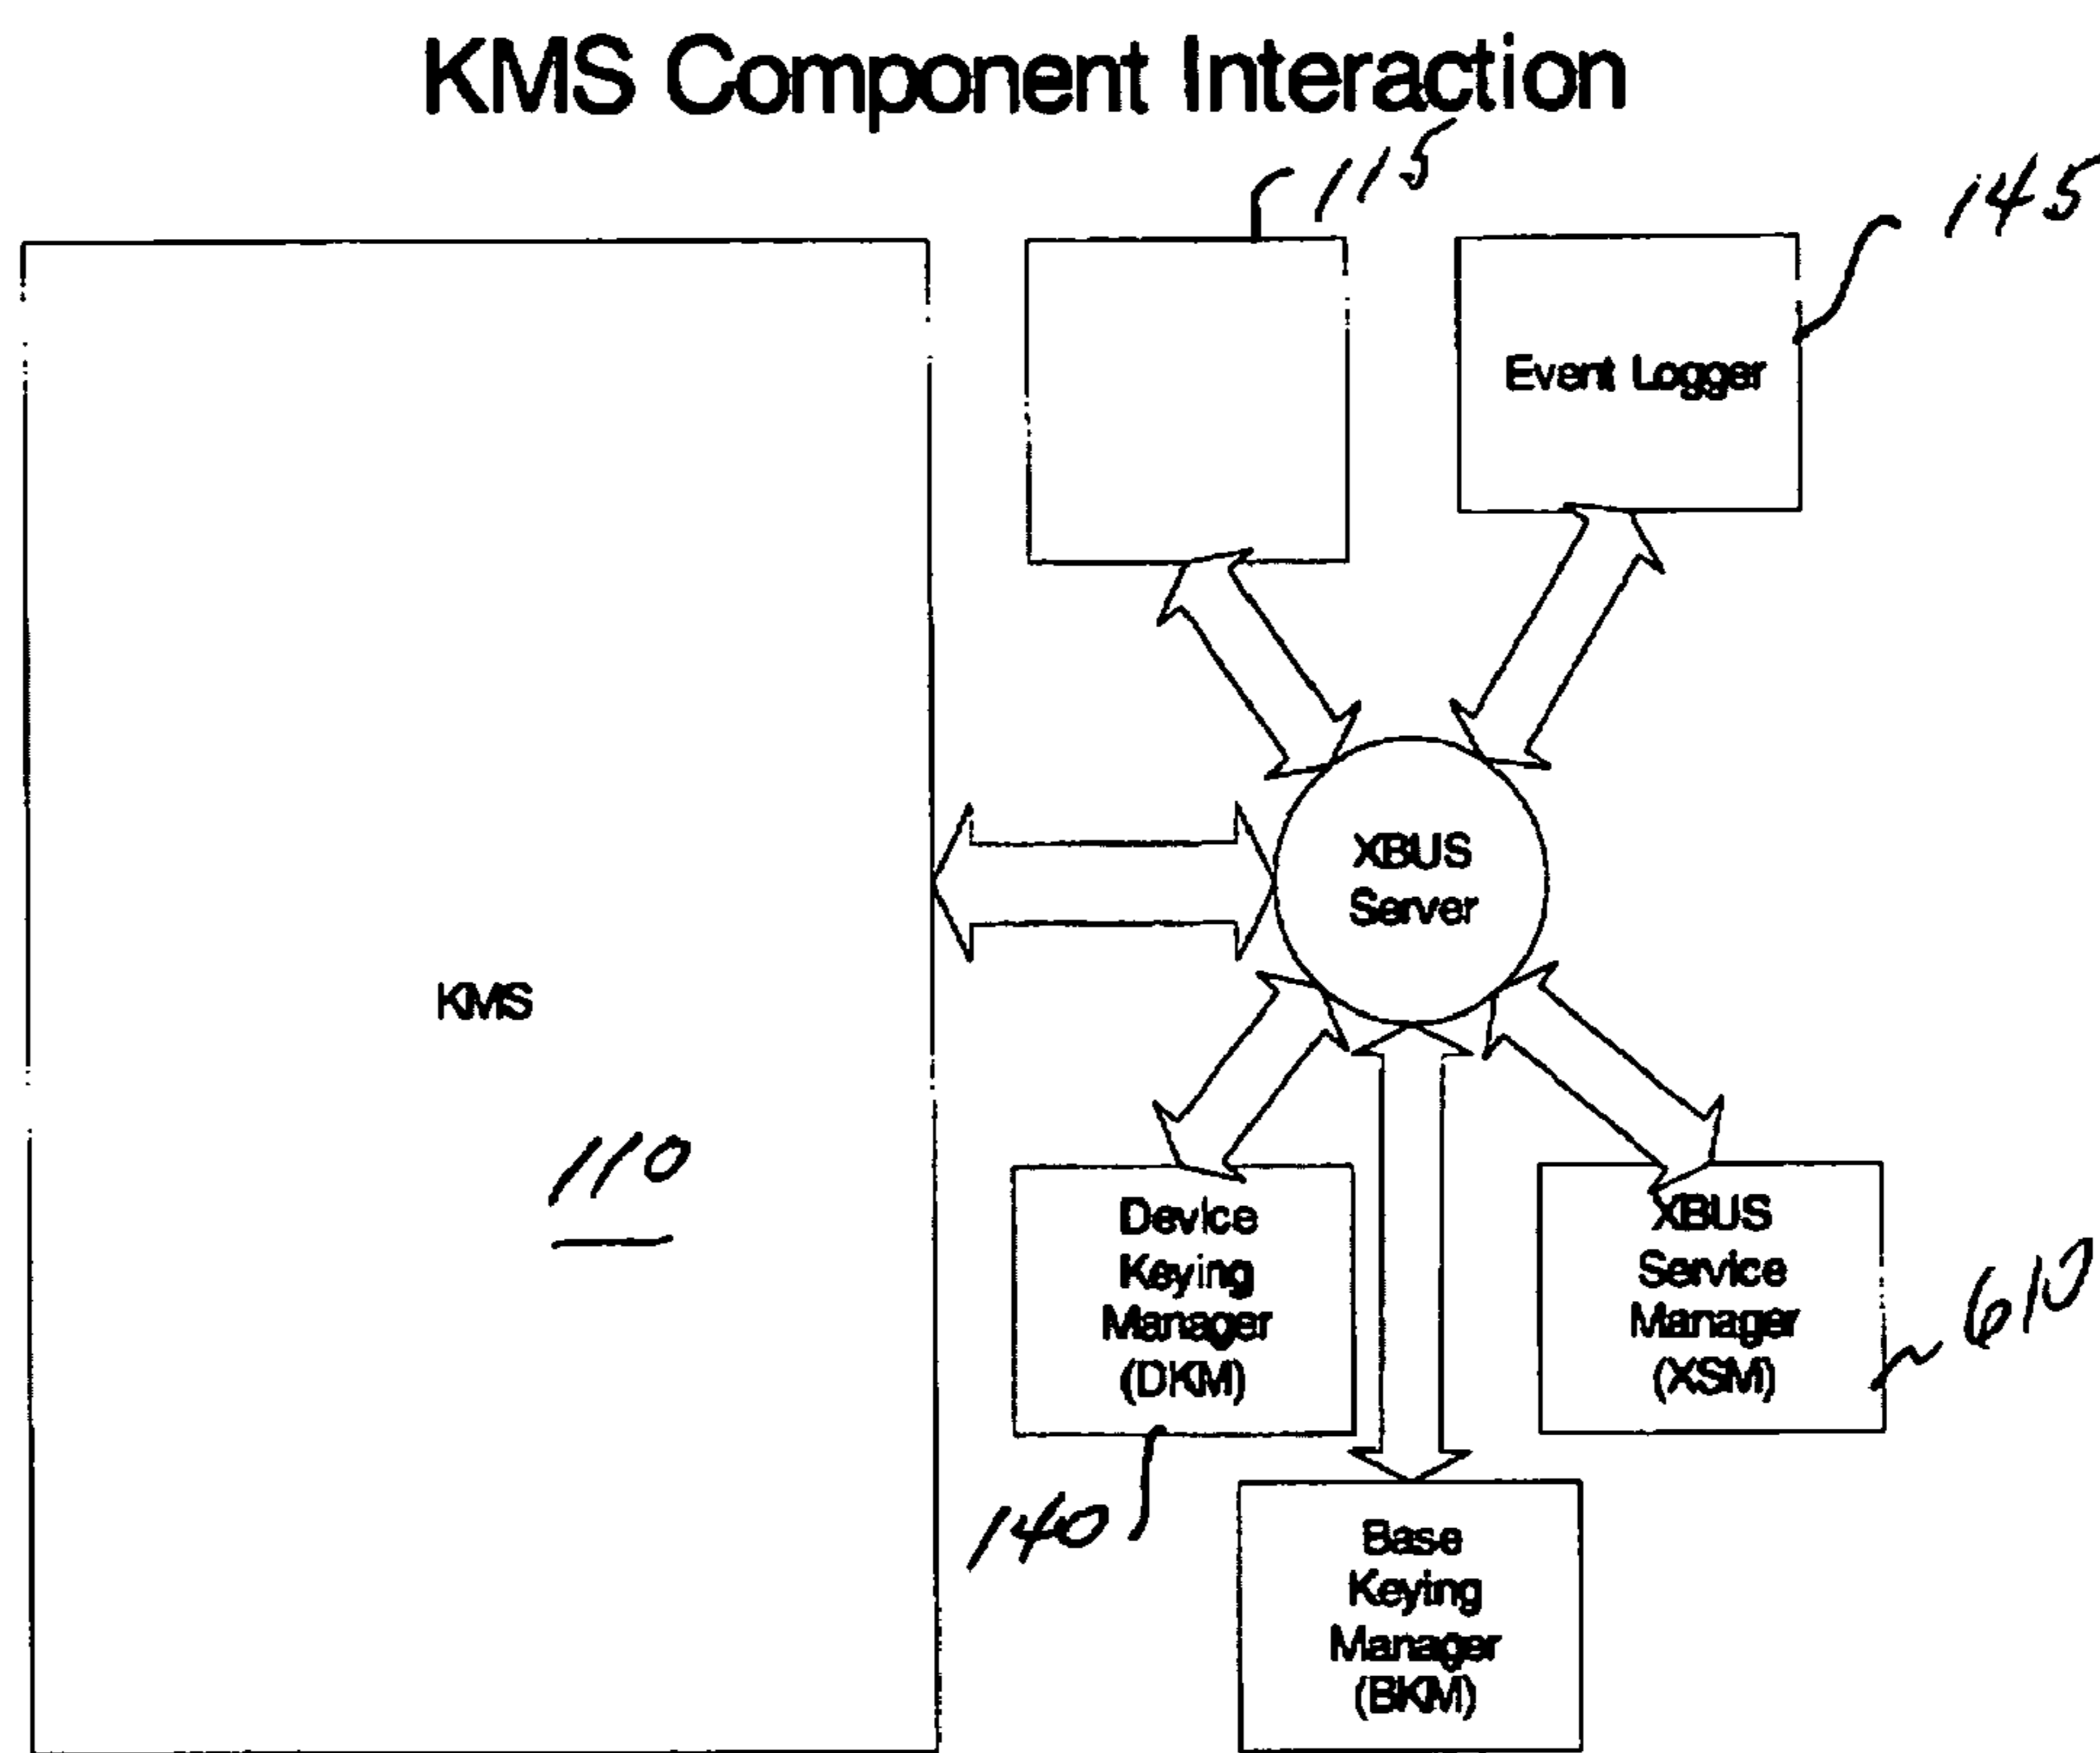 KMS Component Interaction
115
145
Event Logger
XBUS
Server
KMS
110
Device
Keying
Manager
(DKM)
140
XBUS
Service
Manager
(XSM)
610
Base
Keying
Manager
(BKM)